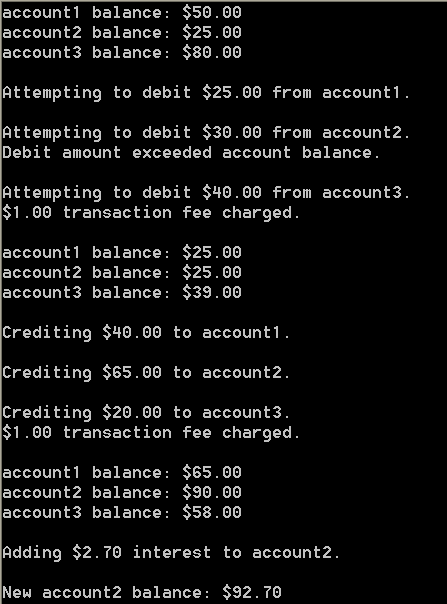 account1 balance: $50.00
account2 balance: $25.00
account3 balance: $80.00
Attempting to debit $25.00 from account1.
Attempting to debit $30.00 from account2.
Debit amount exceeded account balance.
Attempting to debit $40.00 from account3.
$1.00 transaction fee charged.
account1 balance: $25.00
account2 balance: $25.00
account3 balance: $39.00
Crediting $40.00 to account1.
Crediting $65.00 to account2.
Crediting $20.00 to account3.
$1.00 transaction fee charged.
account1 balance: $65.00
account2 balance: $90.00
account3 balance: $58.00
Adding $2.70 interest to account2.
New account2 balance: $92.70